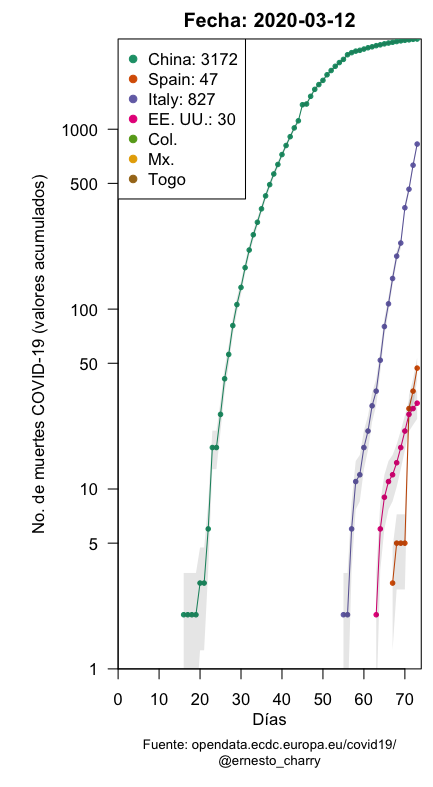 Fecha: 2020-03-12
China: 3172
Spain: 47
Italy: 827
EE. UU.: 30
Col.
Mx.
Togo
No. de muertes COVID-19 (valores acumulados)
1000
500
100
50
10
5
1
0 10 20 30 40 50 60 70
Días
Fuente: opendata.ecdc.europa.eu/covid19/
@ernesto_charry